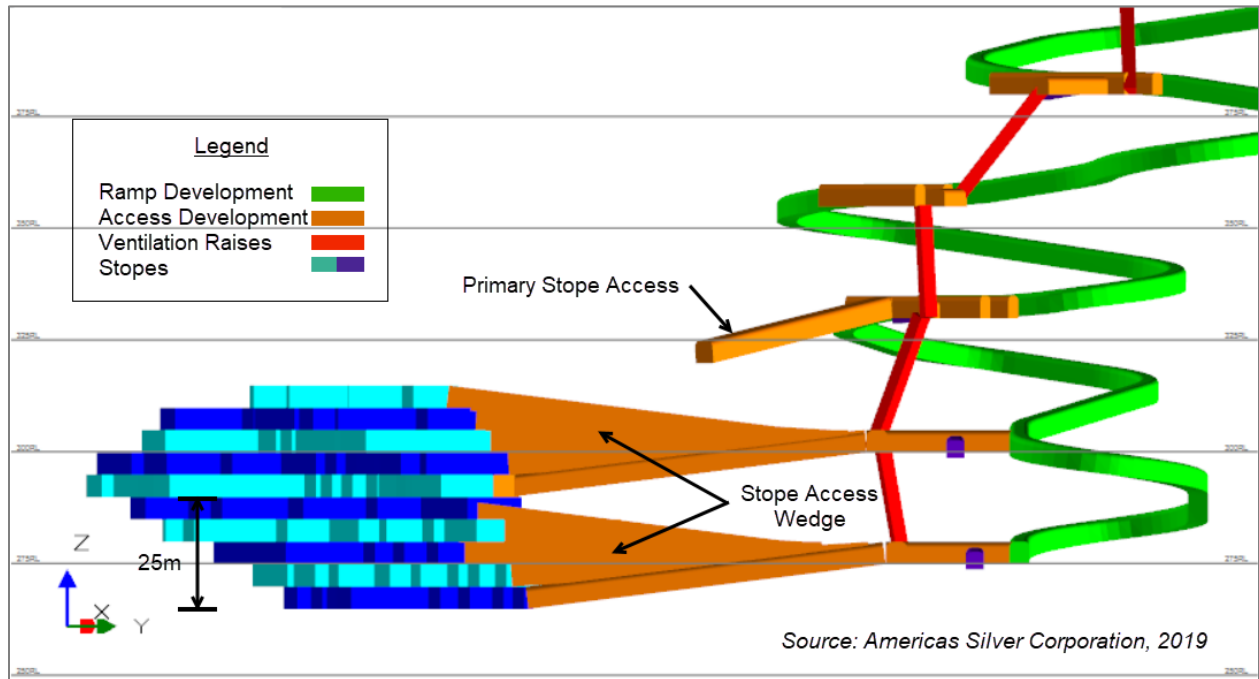 Legend
Ramp Development
Access Development
Ventilation Raises
Stopes
Primary Stope Access
Stope Access
Wedge
25m
Z
X
Y
Source: Americas Silver Corporation, 2019